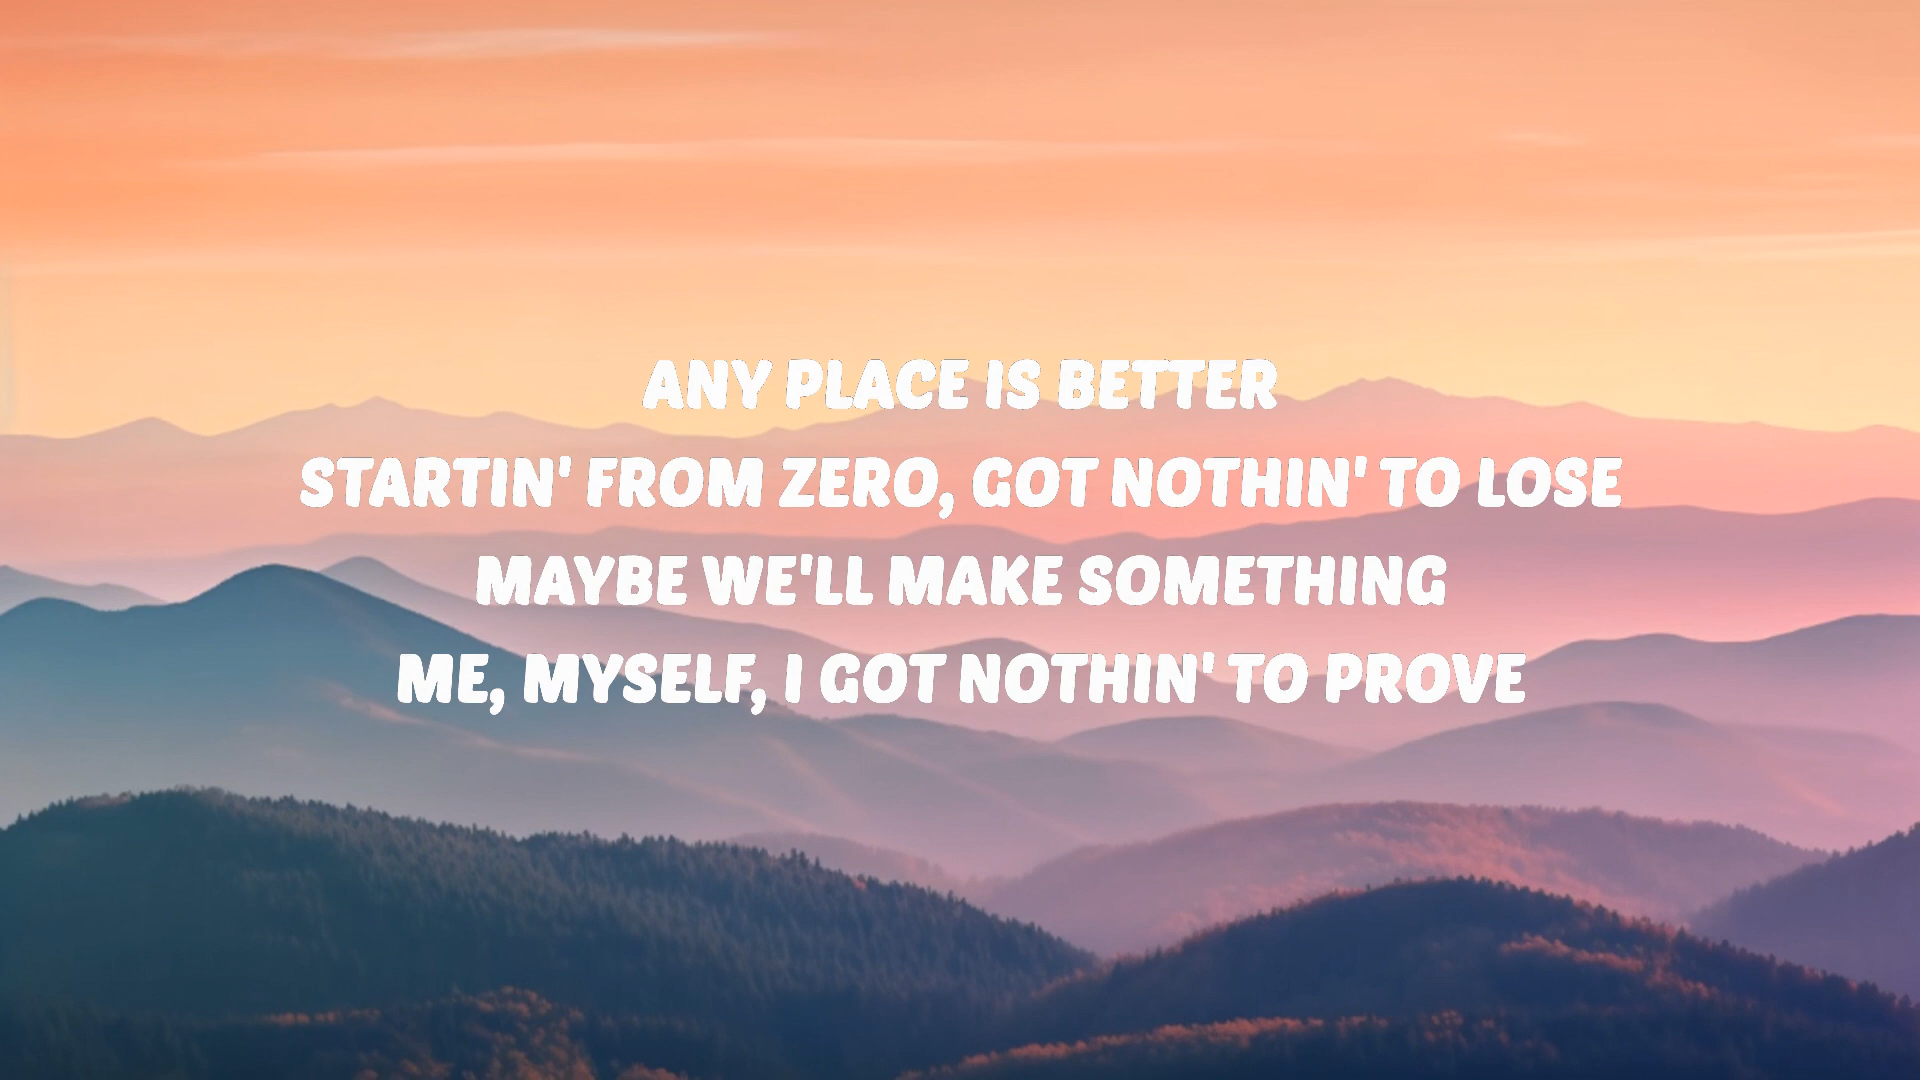 ANY PLACE IS BETTER
STARTIN' FROM ZERO, GOT NOTHIN' TO LOSE
MAYBE WE'LL MAKE SOMETHING
ME, MYSELF, I GOT NOTHIN' TO PROVE